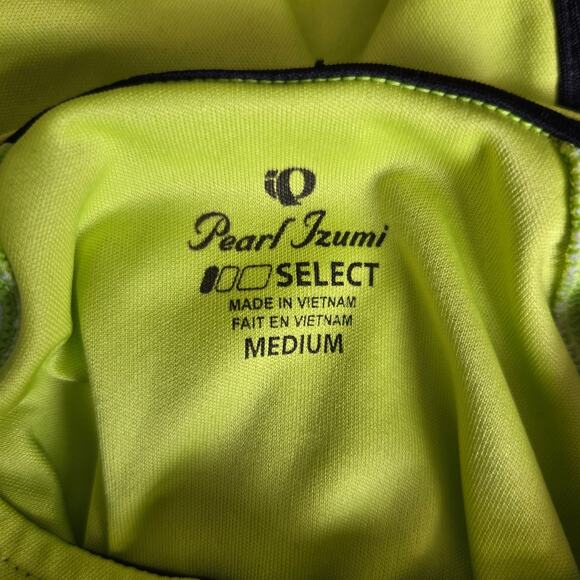 iQ
Pearl Izumi
SELECT
MADE IN VIETNAM
FAIT EN VIETNAM
MEDIUM